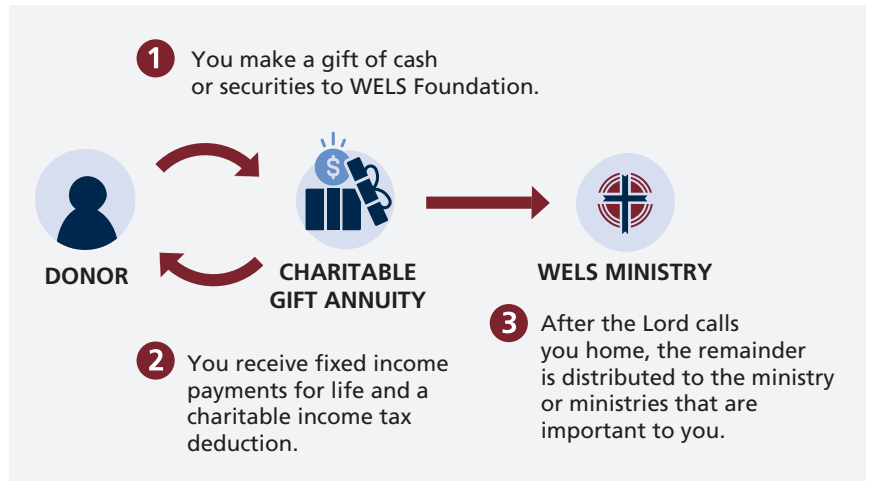 1 You make a gift of cash
or securities to WELS Foundation.
$
DONOR
CHARITABLE
GIFT ANNUITY
WELS MINISTRY
2 You receive fixed income
payments for life and a
charitable income tax
deduction.
3 After the Lord calls
you home, the remainder
is distributed to the ministry
or ministries that are
important to you.